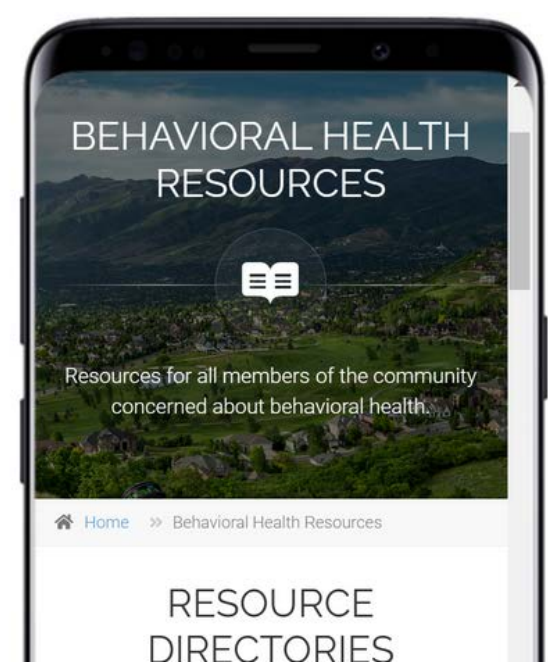 BEHAVIORAL HEALTH
RESOURCES
Resources for all members of the community
concerned about behavioral health.
Home » Behavioral Health Resources
RESOURCE
DIRECTORIES